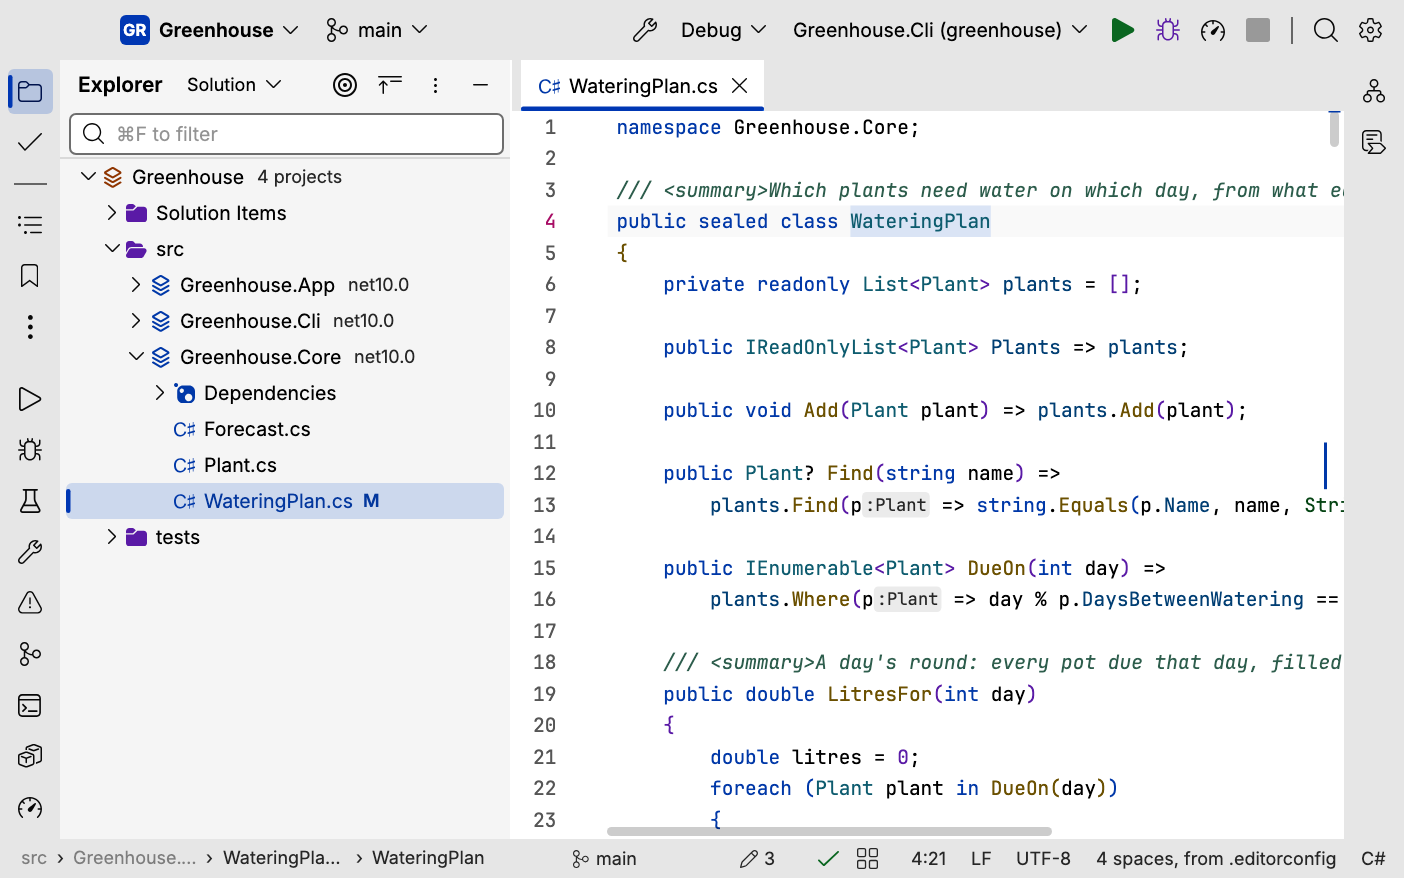 GR Greenhouse main Debug Greenhouse.Cli (greenhouse)
Explorer Solution
⌘F to filter
Greenhouse 4 projects
Solution Items
src
Greenhouse.App net10.0
Greenhouse.Cli net10.0
Greenhouse.Core net10.0
Dependencies
C# Forecast.cs
C# Plant.cs
C# WateringPlan.cs M
tests
C# WateringPlan.cs
1 namespace Greenhouse.Core;
2
3 /// <summary>Which plants need water on which day, from what
4 public sealed class WateringPlan
5 {
6 private readonly List<Plant> plants = [];
7
8 public IReadOnlyList<Plant> Plants => plants;
9
10 public void Add(Plant plant) => plants.Add(plant);
11
12 public Plant? Find(string name) =>
13 plants.Find(p :Plant => string.Equals(p.Name, name, Stri
14
15 public IEnumerable<Plant> DueOn(int day) =>
16 plants.Where(p :Plant => day % p.DaysBetweenWatering ==
17
18 /// <summary>A day's round: every pot due that day, filled
19 public double LitresFor(int day)
20 {
21 double litres = 0;
22 foreach (Plant plant in DueOn(day))
23 {
src › Greenhouse.... › WateringPla... › WateringPlan main 3 4:21 LF UTF-8 4 spaces, from .editorconfig C#